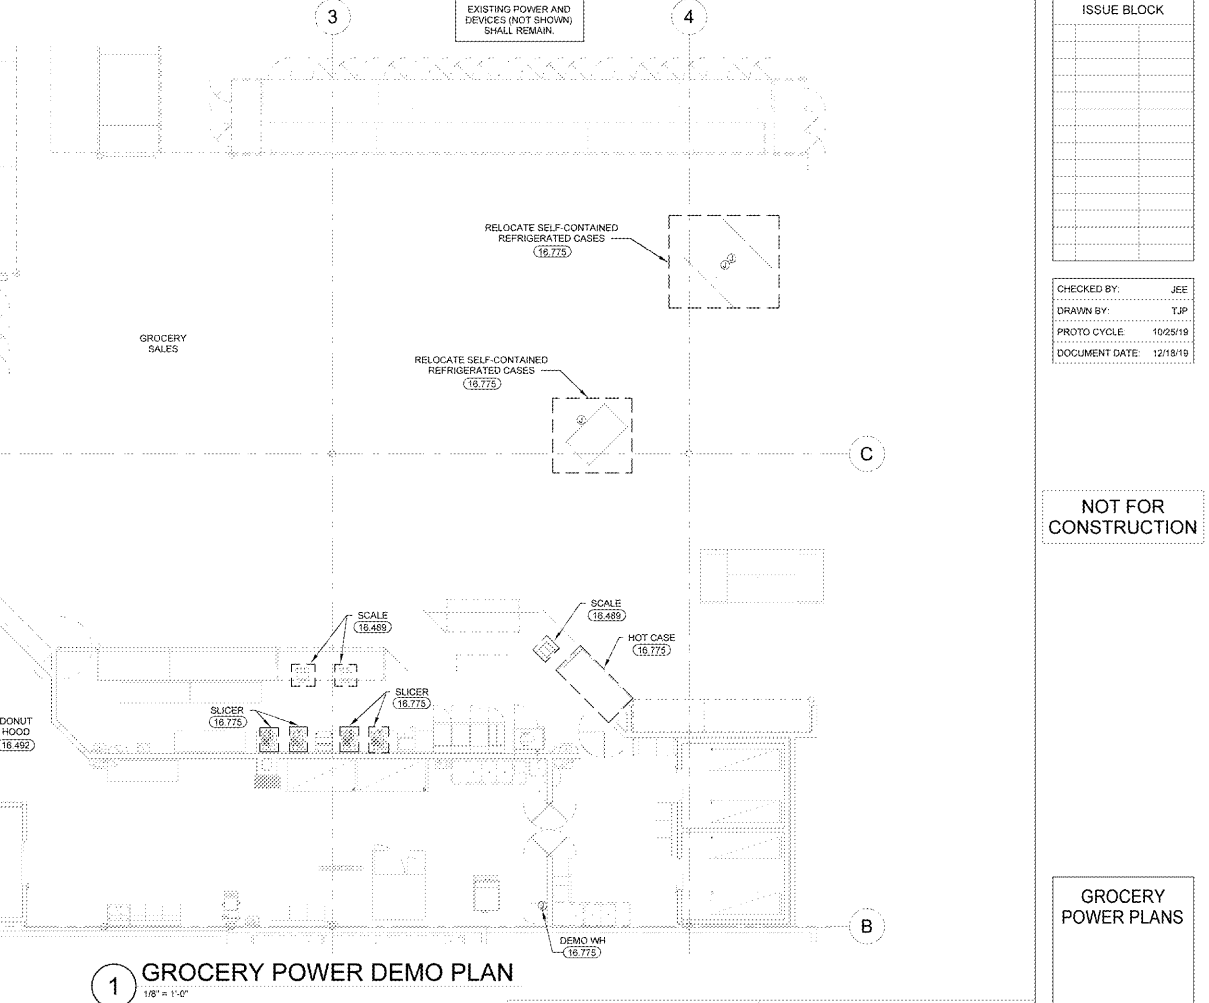 EXISTING POWER AND
DEVICES (NOT SHOWN)
SHALL REMAIN.
3
4
ISSUE BLOCK
RELOCATE SELF-CONTAINED
REFRIGERATED CASES
16.775
CHECKED BY: JEE
DRAWN BY: TJP
PROTO CYCLE: 10/25/19
DOCUMENT DATE: 12/18/19
GROCERY
SALES
RELOCATE SELF-CONTAINED
REFRIGERATED CASES
16.775
J
C
NOT FOR
CONSTRUCTION
SCALE
16.489
SCALE
16.489
HOT CASE
16.775
SLICER
16.775
SLICER
16.775
DONUT
HOOD
16.492
GROCERY
POWER PLANS
B
DEMO WH
16.775
1
GROCERY POWER DEMO PLAN
1/8" = 1'-0"